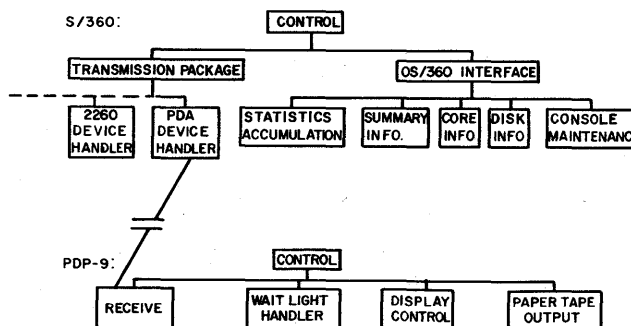 S/360:
CONTROL
TRANSMISSION PACKAGE
OS/360 INTERFACE
2260
DEVICE
HANDLER
PDA
DEVICE
HANDLER
STATISTICS
ACCUMULATION
SUMMARY
INFO.
CORE
INFO
DISK
INFO
CONSOLE
MAINTENANCE
PDP-9:
CONTROL
RECEIVE
WAIT LIGHT
HANDLER
DISPLAY
CONTROL
PAPER TAPE
OUTPUT